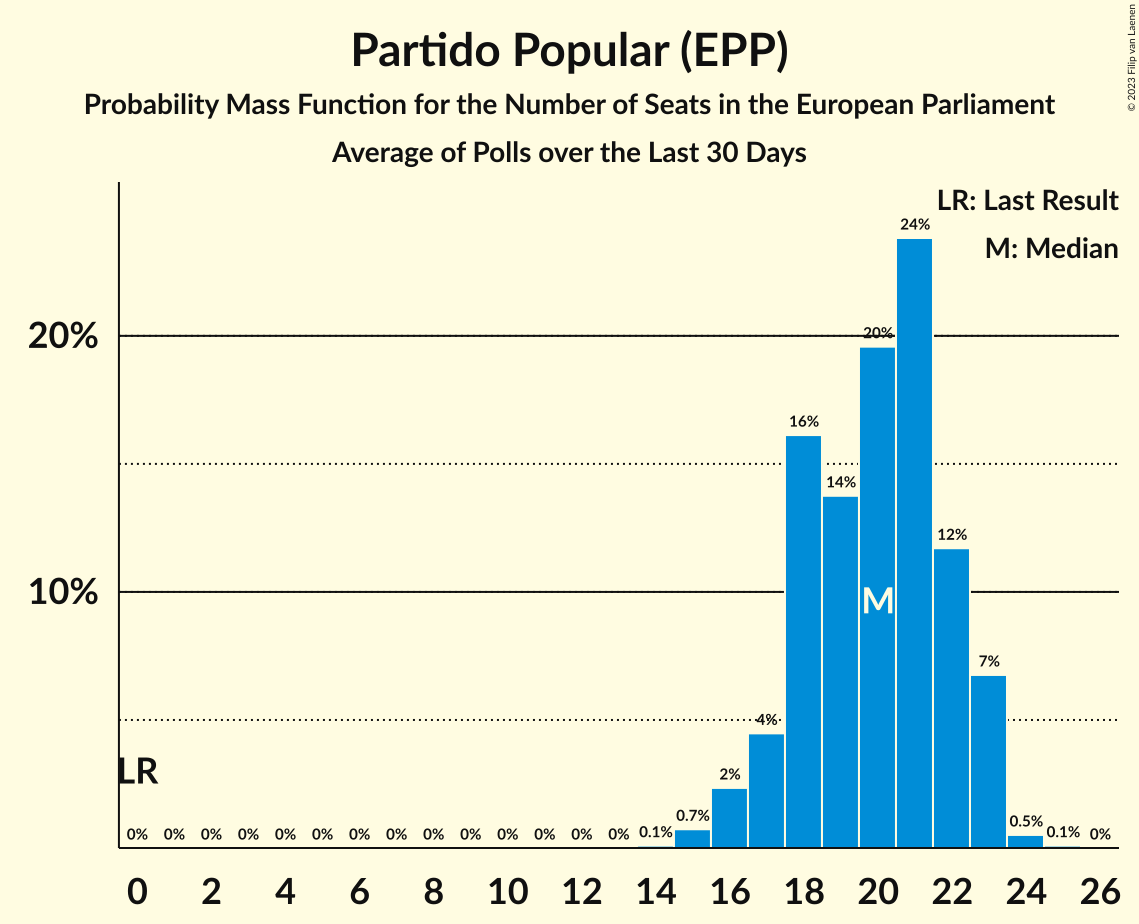 Partido Popular (EPP)
Probability Mass Function for the Number of Seats in the European Parliament
Average of Polls over the Last 30 Days
© 2023 Filip van Laenen
LR: Last Result
M: Median
20%
10%
LR
M
0% 0% 0% 0% 0% 0% 0% 0% 0% 0% 0% 0% 0% 0% 0.1% 0.7% 2% 4% 16% 14% 20% 24% 12% 7% 0.5% 0.1% 0%
0 2 4 6 8 10 12 14 16 18 20 22 24 26